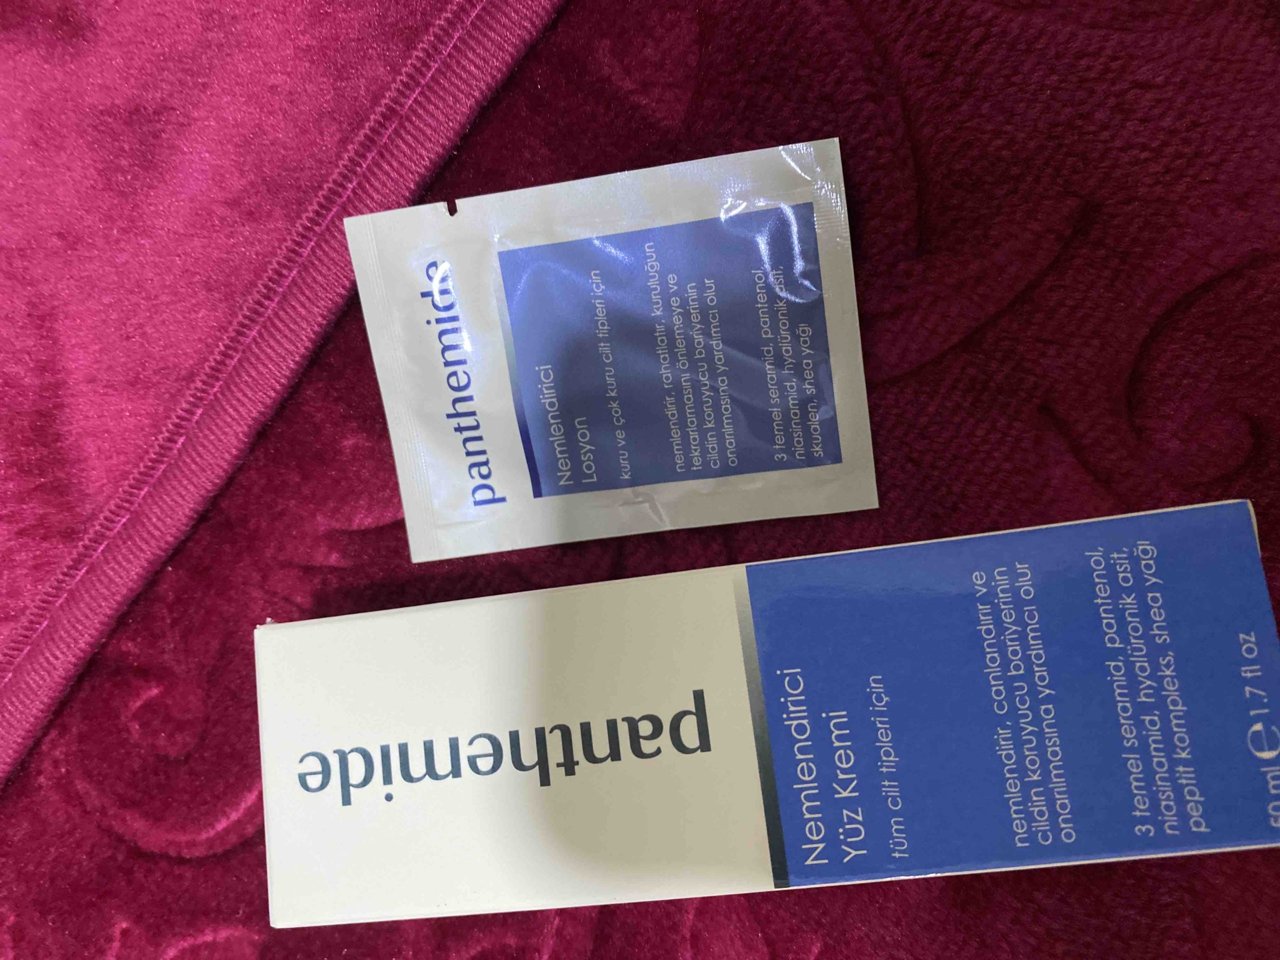 panthemide
Nemlendirici
Losyon
kuru ve çok kuru cilt tipleri için
nemlendirir, rahatlatır, kuruluğun
tekrarlamasını önlemeye ve
cildin koruyucu bariyerinin
onarılmasına yardımcı olur
3 temel seramid, pantenol,
niasinamid, hyalüronik asit,
skualen, shea yağı
panthemide
Nemlendirici
Yüz Kremi
tüm cilt tipleri için
nemlendirir, canlandırır ve
cildin koruyucu bariyerinin
onarılmasına yardımcı olur
3 temel seramid, pantenol,
niasinamid, hyalüronik asit,
peptit kompleks, shea yağı
50 ml ℮ 1.7 fl oz